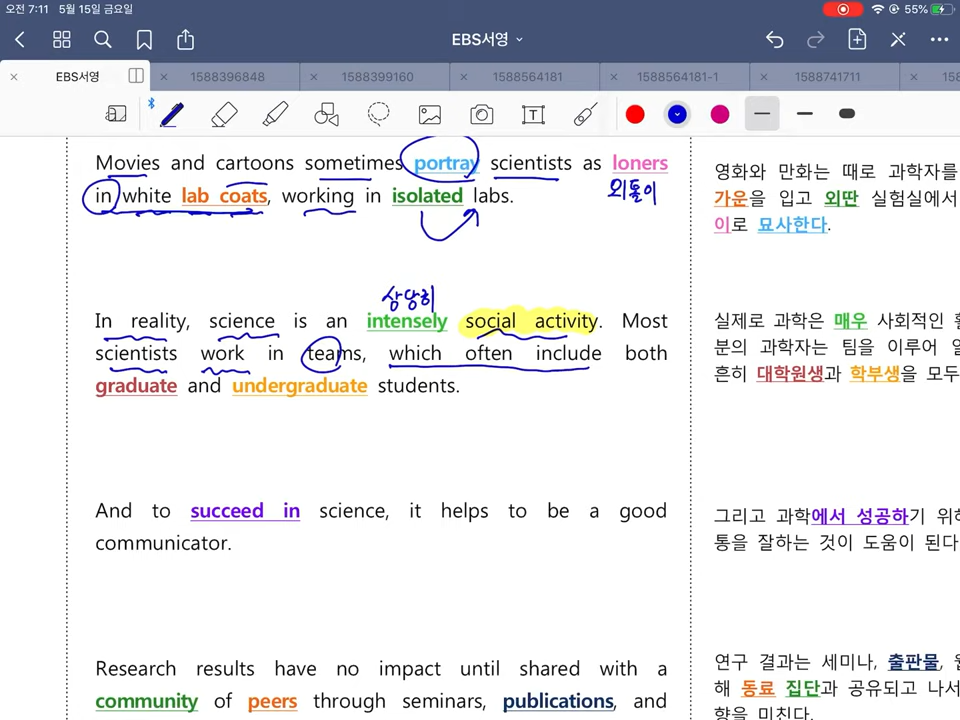 오전 7:11 5월 15일 금요일
55%
EBS서영
EBS서영
1588396848
1588399160
1588564181
1588564181-1
1588741711
158
Movies and cartoons sometimes portray scientists as loners
in white lab coats, working in isolated labs.
외톨이
상당히
In reality, science is an intensely social activity. Most
scientists work in teams, which often include both
graduate and undergraduate students.
And to succeed in science, it helps to be a good
communicator.
Research results have no impact until shared with a
community of peers through seminars, publications, and
영화와 만화는 때로 과학자를
가운을 입고 외딴 실험실에서
이로 묘사한다.
실제로 과학은 매우 사회적인
분의 과학자는 팀을 이루어
흔히 대학원생과 학부생을 모두
그리고 과학에서 성공하기 위해
통을 잘하는 것이 도움이 된다
연구 결과는 세미나, 출판물,
해 동료 집단과 공유되고 나서
향을 미친다.